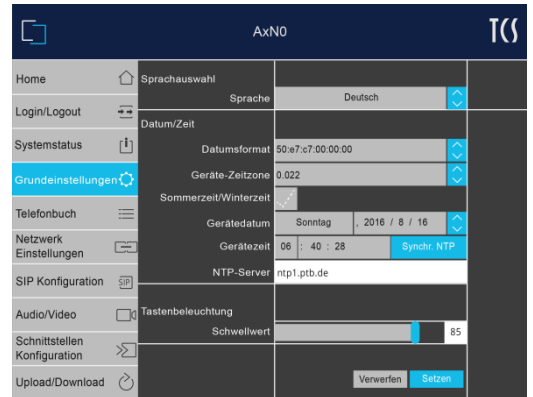 AxN0
TCS
Home
Login/Logout
Systemstatus
Grundeinstellungen
Telefonbuch
Netzwerk
Einstellungen
SIP Konfiguration
SIP
Audio/Video
Schnittstellen
Konfiguration
Upload/Download
Sprachauswahl
Sprache Deutsch
Datum/Zeit
Datumsformat 50:e7:c7:00:00:00
Geräte-Zeitzone 0.022
Sommerzeit/Winterzeit
Gerätedatum Sonntag , 2016 / 8 / 16
Gerätezeit 06 : 40 : 28 Synchr. NTP
NTP-Server ntp1.ptb.de
Tastenbeleuchtung
Schwellwert 85
Verwerfen Setzen